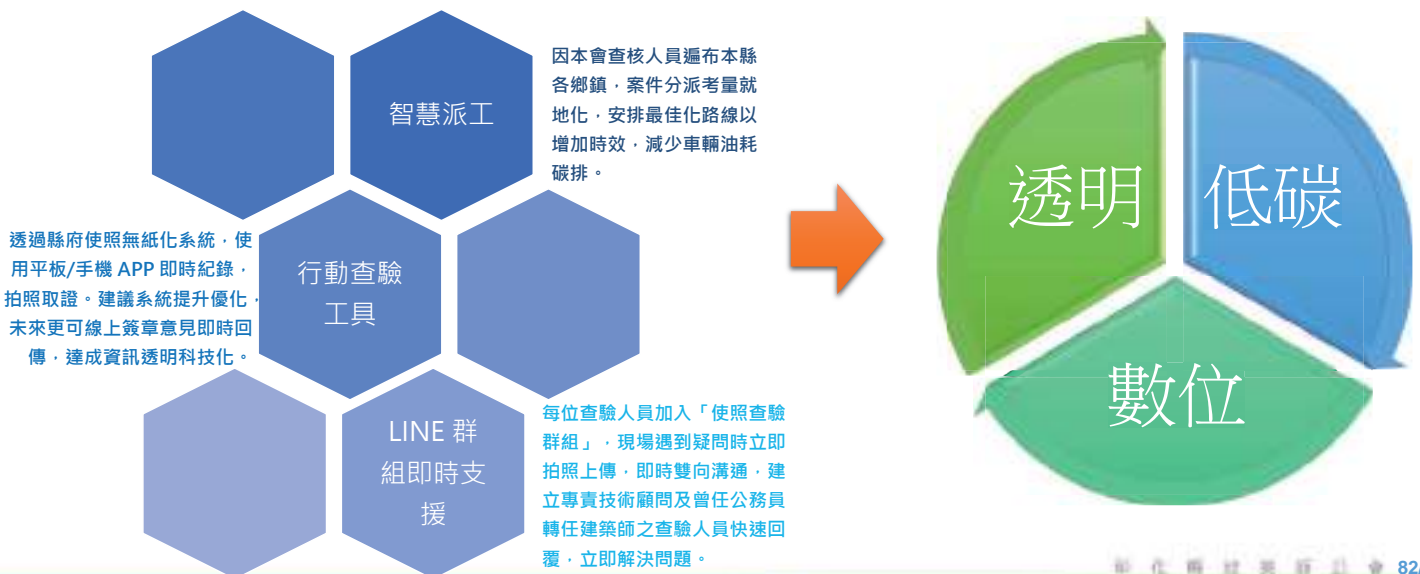 智慧派工
因本會查核人員遍布本縣
各鄉鎮，案件分派考量就
地化，安排最佳化路線以
增加時效，減少車輛油耗
碳排。
透過縣府使照無紙化系統，使
用平板/手機 APP 即時紀錄，
拍照取證。建議系統提升優化，
未來更可線上簽章意見即時回
傳，達成資訊透明科技化。
行動查驗
工具
LINE 群
組即時支
援
每位查驗人員加入「使照查驗
群組」，現場遇到疑問時立即
拍照上傳，即時雙向溝通，建
立專責技術顧問及曾任公務員
轉任建築師之查驗人員快速回
覆，立即解決問題。
透明
低碳
數位
82